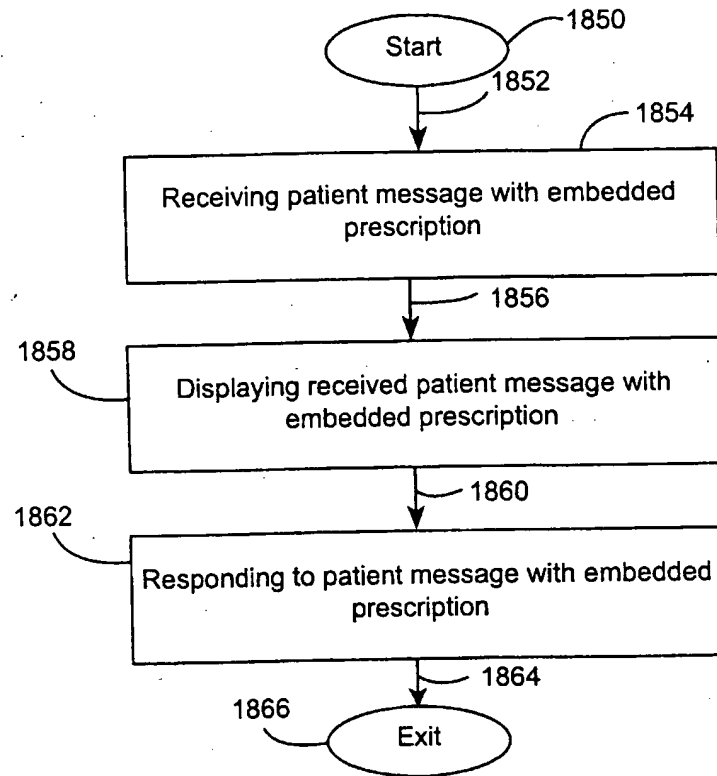 Start
1850
1852
1854
Receiving patient message with embedded
prescription
1856
1858
Displaying received patient message with
embedded prescription
1860
1862
Responding to patient message with embedded
prescription
1864
1866
Exit